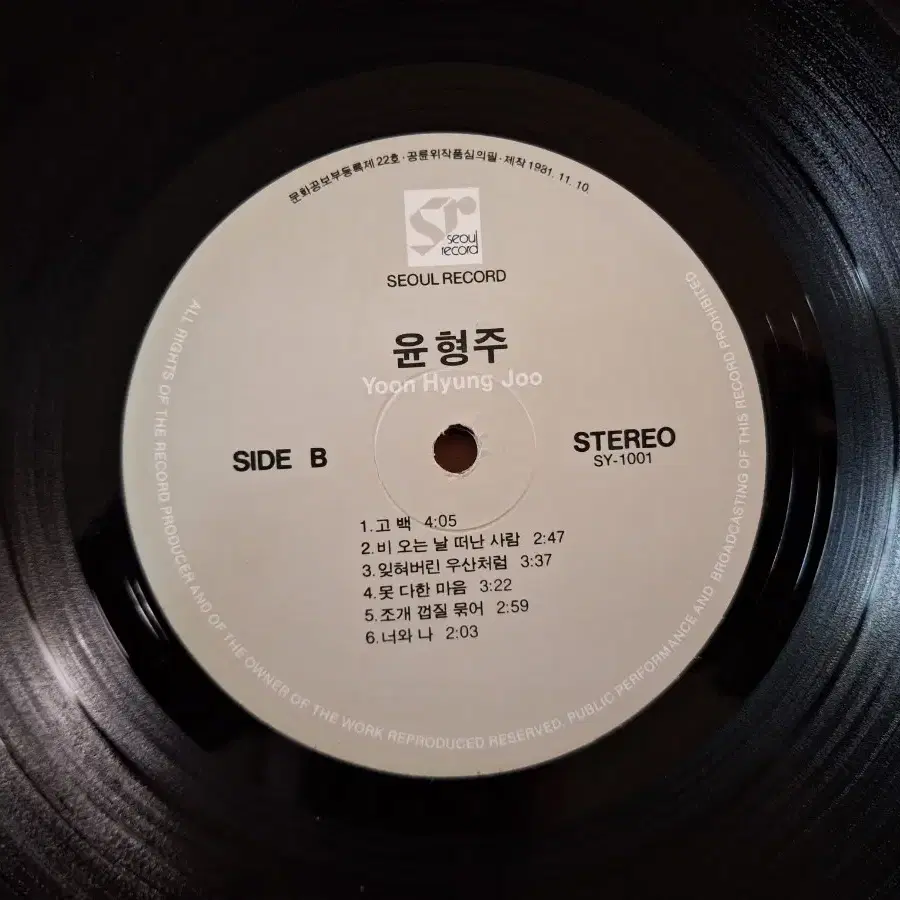 문화공보부등록제22호·공륜위작품심의필·제작 1981. 11. 10.
sr
seoul
record
SEOUL RECORD
윤형주
Yoon Hyung Joo
SIDE B
STEREO
SY-1001
1.고 백 4:05
2.비 오는 날 떠난 사람 2:47
3.잊혀버린 우산처럼 3:37
4.못 다한 마음 3:22
5.조개 껍질 묶어 2:59
6.너와 나 2:03
ALL RIGHTS OF THE RECORD PRODUCER AND OF THE OWNER OF THE WORK REPRODUCED RESERVED. PUBLIC PERFORMANCE AND BROADCASTING OF THIS RECORD PROHIBITED